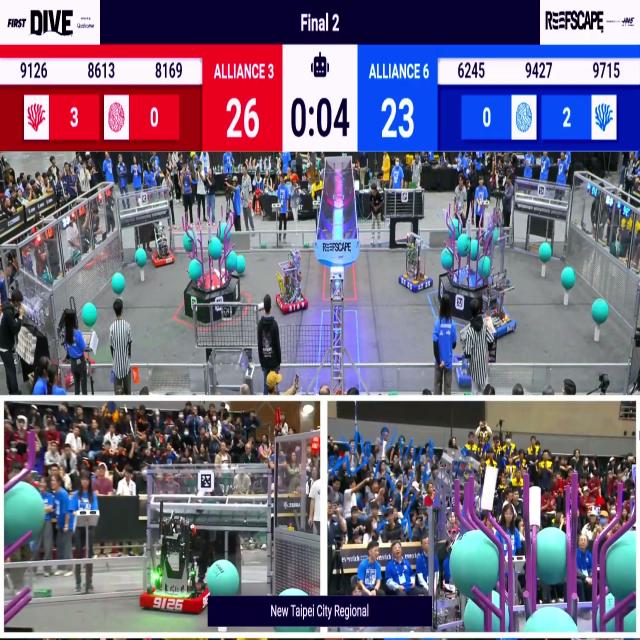 FIRST DIVE
Final 2
REEFSCAPE
9126 8613 8169
ALLIANCE 3
ALLIANCE 6
6245 9427 9715
3 0
26
0:04
23
0 2
REEFSCAPE
9126
New Taipei City Regional